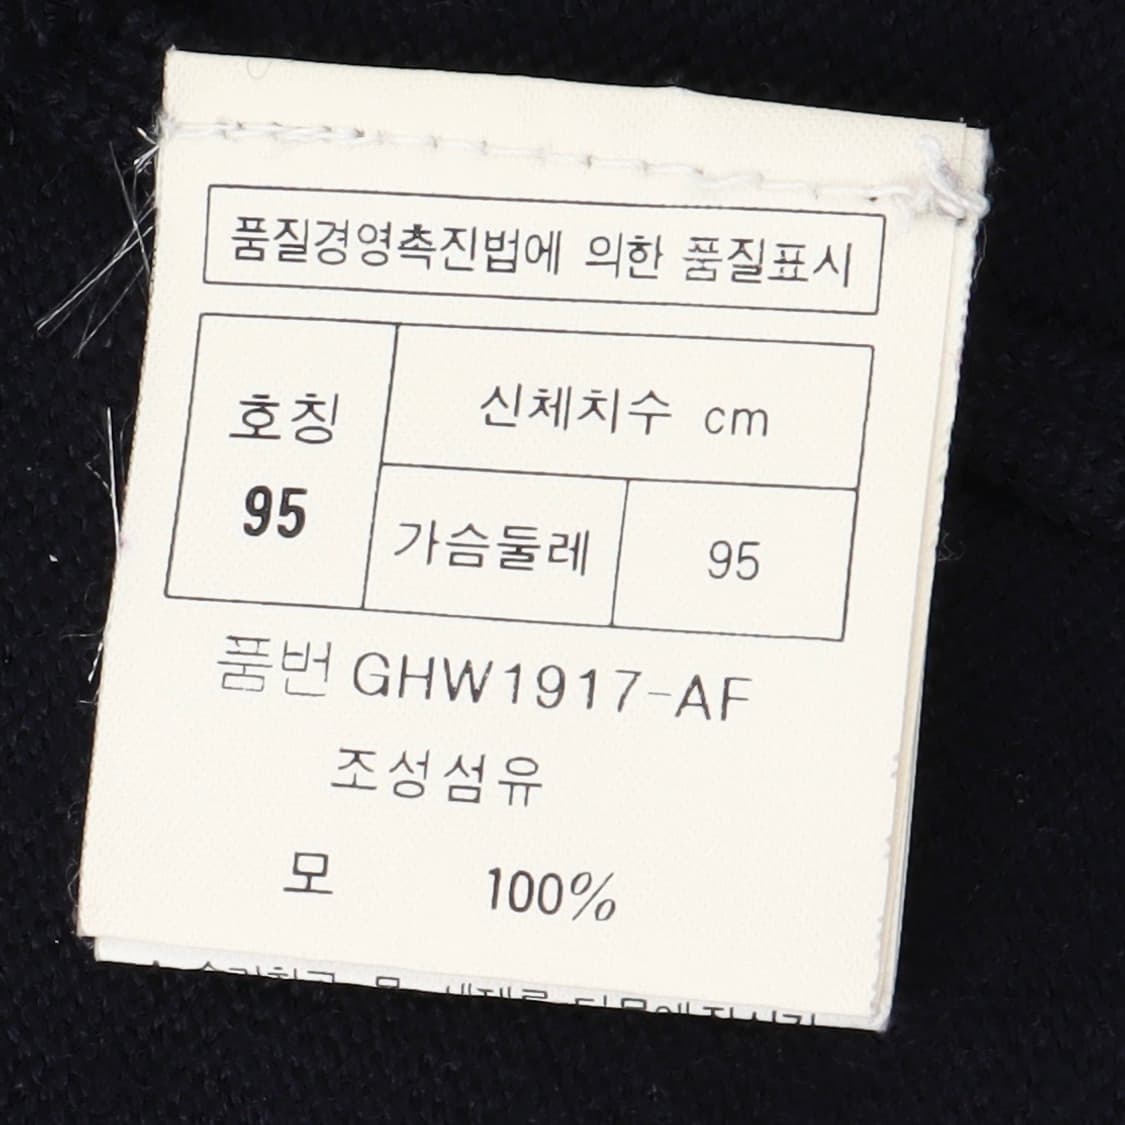 품질경영촉진법에 의한 품질표시
호칭
95
신체치수 cm
가슴둘레 95
품번 GHW1917-AF
조성섬유
모 100%